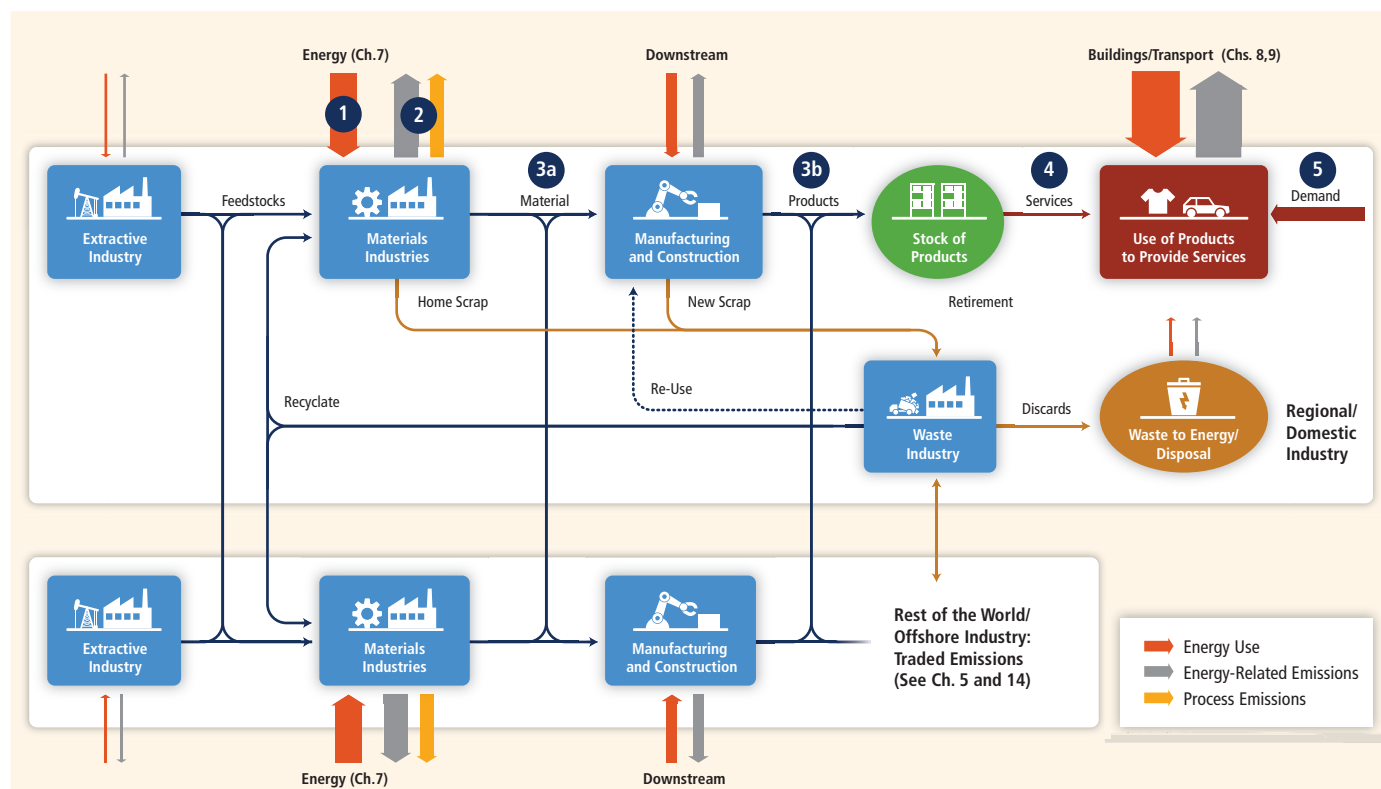 Energy (Ch.7)
Downstream
Buildings/Transport (Chs. 8,9)
1
2
3a
3b
4
5
Feedstocks
Material
Products
Services
Demand
Extractive
Industry
Materials
Industries
Manufacturing
and Construction
Stock of
Products
Use of Products
to Provide Services
Home Scrap
New Scrap
Retirement
Re-Use
Recyclate
Discards
Waste
Industry
Waste to Energy/
Disposal
Regional/
Domestic
Industry
Extractive
Industry
Materials
Industries
Manufacturing
and Construction
Rest of the World/
Offshore Industry:
Traded Emissions
(See Ch. 5 and 14)
Energy Use
Energy-Related Emissions
Process Emissions
Energy (Ch.7)
Downstream